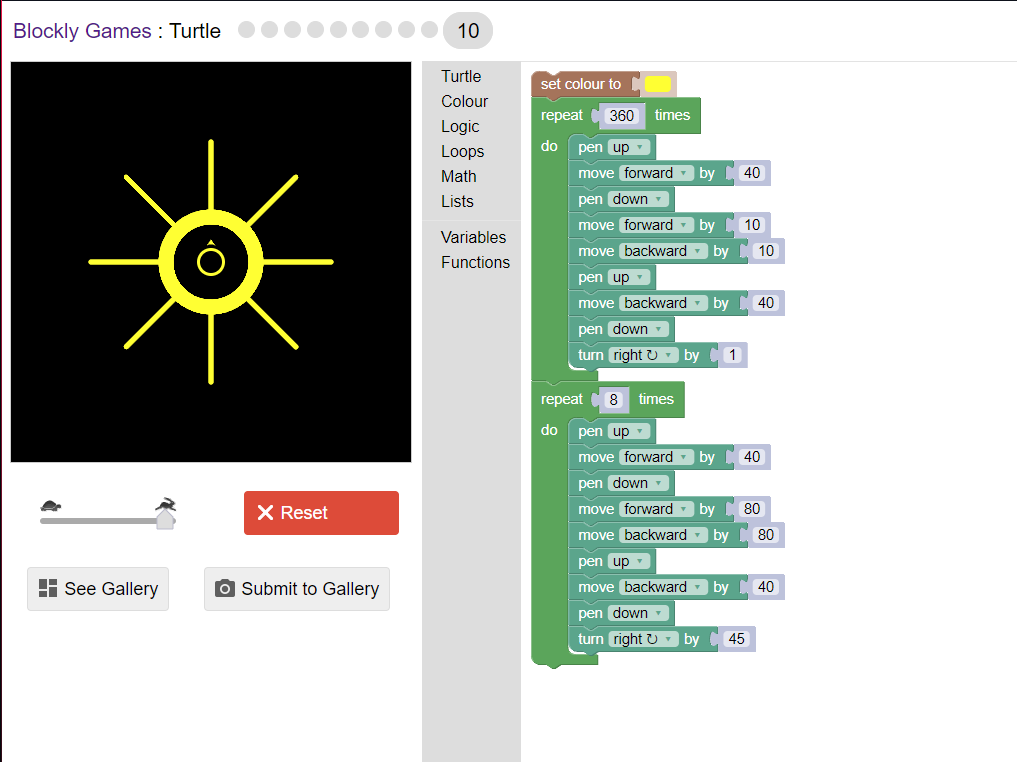 Blockly Games : Turtle 10
Turtle
Colour
Logic
Loops
Math
Lists
Variables
Functions
set colour to
repeat 360 times
do pen up
move forward by 40
pen down
move forward by 10
move backward by 10
pen up
move backward by 40
pen down
turn right ↻ by 1
repeat 8 times
do pen up
move forward by 40
pen down
move forward by 80
move backward by 80
pen up
move backward by 40
pen down
turn right ↻ by 45
Reset
See Gallery
Submit to Gallery